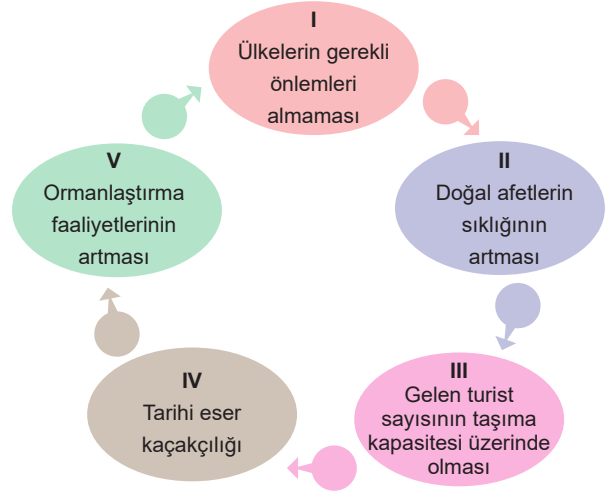 I
Ülkelerin gerekli
önlemleri
almaması
II
Doğal afetlerin
sıklığının
artması
III
Gelen turist
sayısının taşıma
kapasitesi üzerinde
olması
IV
Tarihi eser
kaçakçılığı
V
Ormanlaştırma
faaliyetlerinin
artması